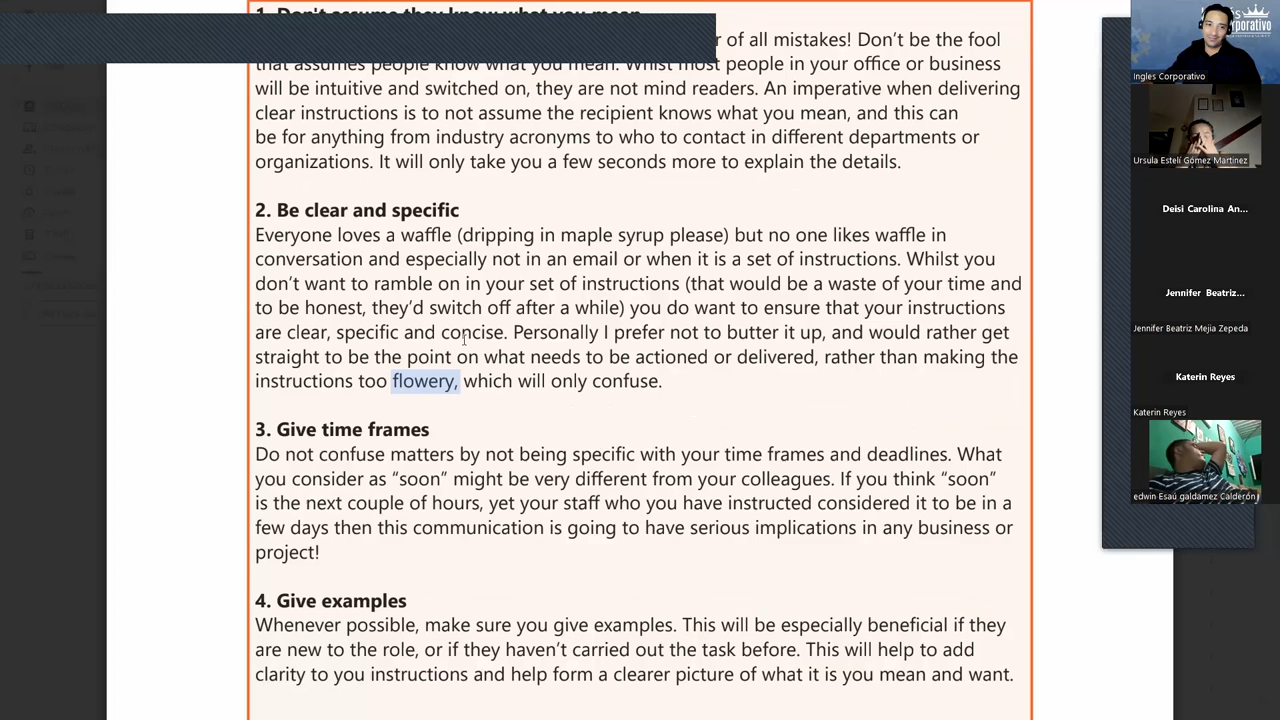 1. Don't assume they know what you mean
r of all mistakes! Don’t be the fool
that assumes people know what you mean. Whilst most people in your office or business
will be intuitive and switched on, they are not mind readers. An imperative when delivering
clear instructions is to not assume the recipient knows what you mean, and this can
be for anything from industry acronyms to who to contact in different departments or
organizations. It will only take you a few seconds more to explain the details.
2. Be clear and specific
Everyone loves a waffle (dripping in maple syrup please) but no one likes waffle in
conversation and especially not in an email or when it is a set of instructions. Whilst you
don’t want to ramble on in your set of instructions (that would be a waste of your time and
to be honest, they’d switch off after a while) you do want to ensure that your instructions
are clear, specific and concise. Personally I prefer not to butter it up, and would rather get
straight to be the point on what needs to be actioned or delivered, rather than making the
instructions too flowery, which will only confuse.
3. Give time frames
Do not confuse matters by not being specific with your time frames and deadlines. What
you consider as “soon” might be very different from your colleagues. If you think “soon”
is the next couple of hours, yet your staff who you have instructed considered it to be in a
few days then this communication is going to have serious implications in any business or
project!
4. Give examples
Whenever possible, make sure you give examples. This will be especially beneficial if they
are new to the role, or if they haven’t carried out the task before. This will help to add
clarity to you instructions and help form a clearer picture of what it is you mean and want.
Ingles Corporativo
Ursula Estelí Gómez Martinez
Deisi Carolina An...
Jennifer Beatriz...
Jennifer Beatriz Mejia Zepeda
Katerin Reyes
Katerin Reyes
edwin Esaú galdamez Calderón